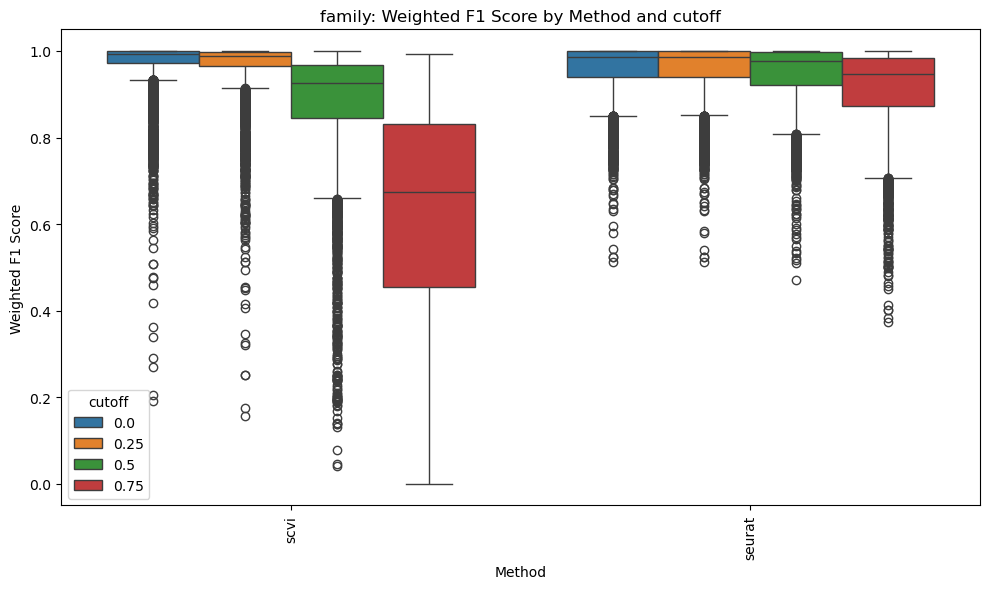 family: Weighted F1 Score by Method and cutoff
Weighted F1 Score
1.0
0.8
0.6
0.4
0.2
0.0
cutoff
0.0
0.25
0.5
0.75
scvi
seurat
Method